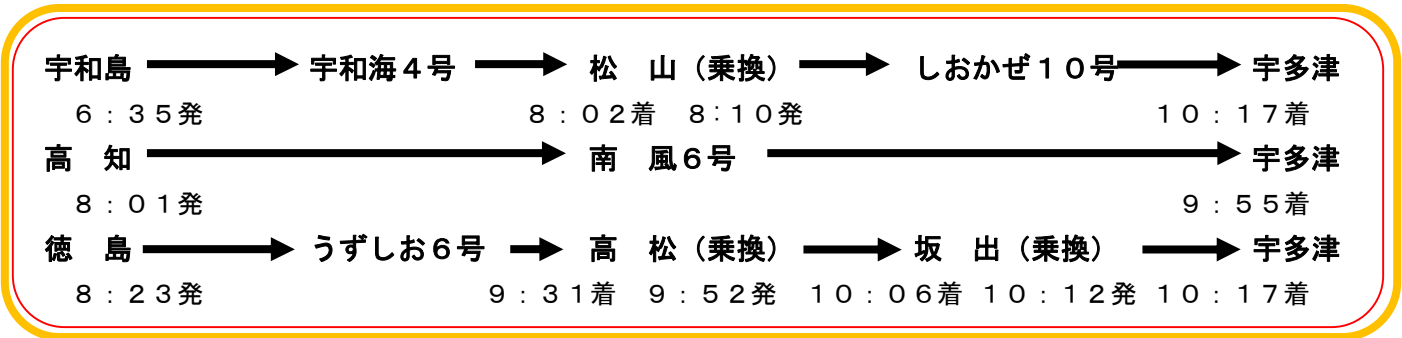 宇和島 宇和海４号 松　山（乗換） しおかぜ１０号 宇多津
６：３５発 ８：０２着 ８：１０発 １０：１７着
高　知 南　風６号 宇多津
８：０１発 ９：５５着
徳　島 うずしお６号 高　松（乗換） 坂　出（乗換） 宇多津
８：２３発 ９：３１着 ９：５２発 １０：０６着 １０：１２発 １０：１７着